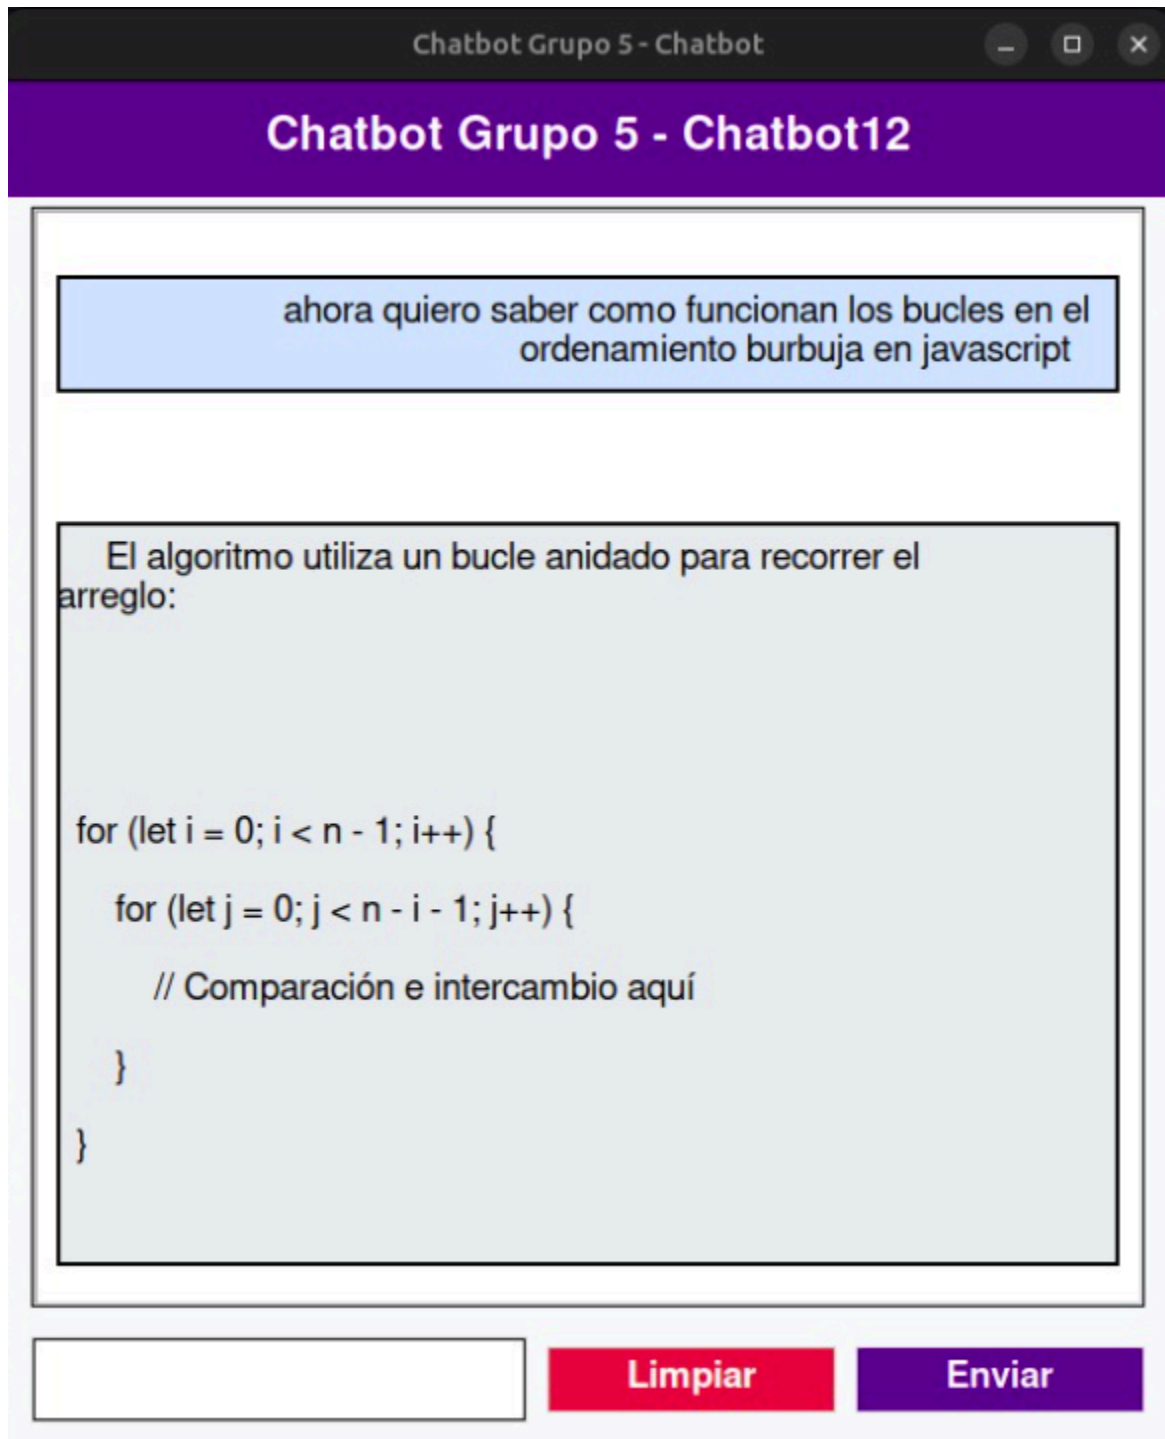 Chatbot Grupo 5 - Chatbot
Chatbot Grupo 5 - Chatbot12
ahora quiero saber como funcionan los bucles en el
ordenamiento burbuja en javascript
El algoritmo utiliza un bucle anidado para recorrer el
arreglo:
for (let i = 0; i < n - 1; i++) {
for (let j = 0; j < n - i - 1; j++) {
// Comparación e intercambio aquí
}
}
Limpiar
Enviar